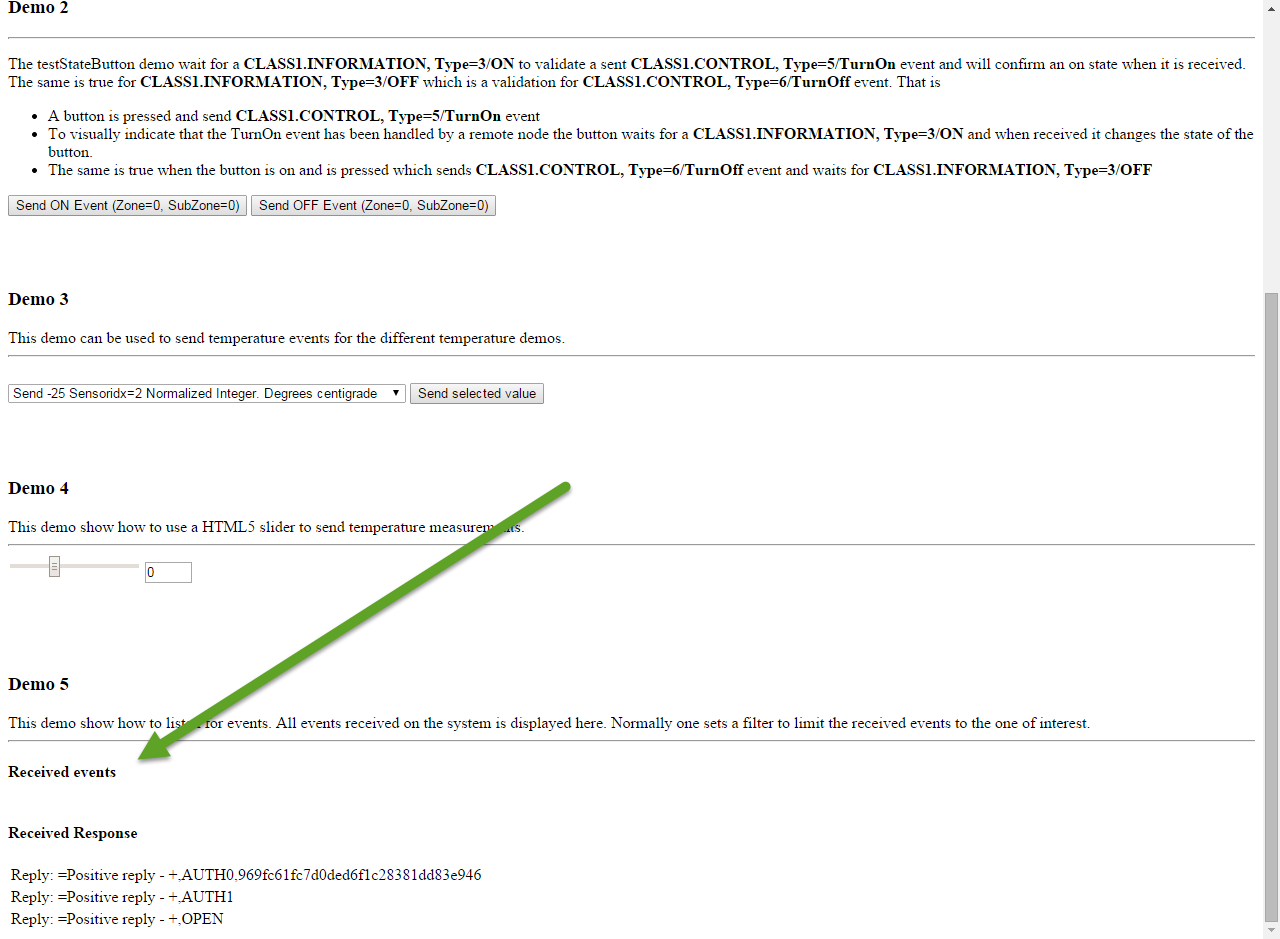 Demo 2
The testStateButton demo wait for a CLASS1.INFORMATION, Type=3/ON to validate a sent CLASS1.CONTROL, Type=5/TurnOn event and will confirm an on state when it is received.
The same is true for CLASS1.INFORMATION, Type=3/OFF which is a validation for CLASS1.CONTROL, Type=6/TurnOff event. That is
• A button is pressed and send CLASS1.CONTROL, Type=5/TurnOn event
• To visually indicate that the TurnOn event has been handled by a remote node the button waits for a CLASS1.INFORMATION, Type=3/ON and when received it changes the state of the
button.
• The same is true when the button is on and is pressed which sends CLASS1.CONTROL, Type=6/TurnOff event and waits for CLASS1.INFORMATION, Type=3/OFF
Send ON Event (Zone=0, SubZone=0) Send OFF Event (Zone=0, SubZone=0)
Demo 3
This demo can be used to send temperature events for the different temperature demos.
Send -25 Sensoridx=2 Normalized Integer. Degrees centigrade Send selected value
Demo 4
This demo show how to use a HTML5 slider to send temperature measurements.
0
Demo 5
This demo show how to listen for events. All events received on the system is displayed here. Normally one sets a filter to limit the received events to the one of interest.
Received events
Received Response
Reply: =Positive reply - +,AUTH0,969fc61fc7d0ded6f1c28381dd83e946
Reply: =Positive reply - +,AUTH1
Reply: =Positive reply - +,OPEN